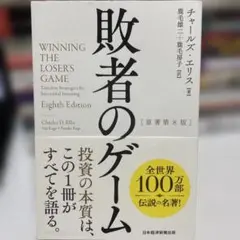 チャールズ・エリス[著]
鹿毛雄二+鹿毛房子[訳]
敗者のゲーム
[原著第8版]
WINNING
THE LOSER'S
GAME
Timeless Strategies for
Successful Investing
Eighth Edition
Charles D. Ellis
投資の本質は、
この1冊が
すべてを語る。
全世界
100万部
伝説の名著!
日本経済新聞出版